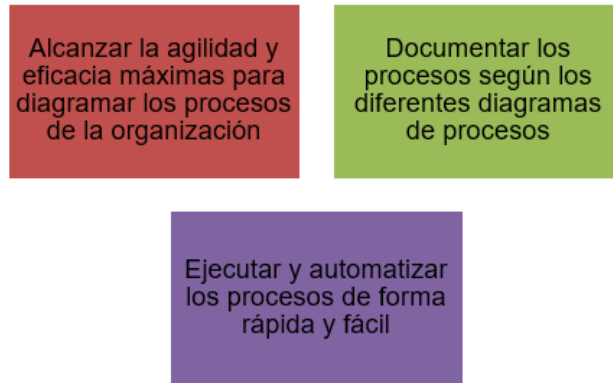 Alcanzar la agilidad y
eficacia máximas para
diagramar los procesos
de la organización
Documentar los
procesos según los
diferentes diagramas
de procesos
Ejecutar y automatizar
los procesos de forma
rápida y fácil